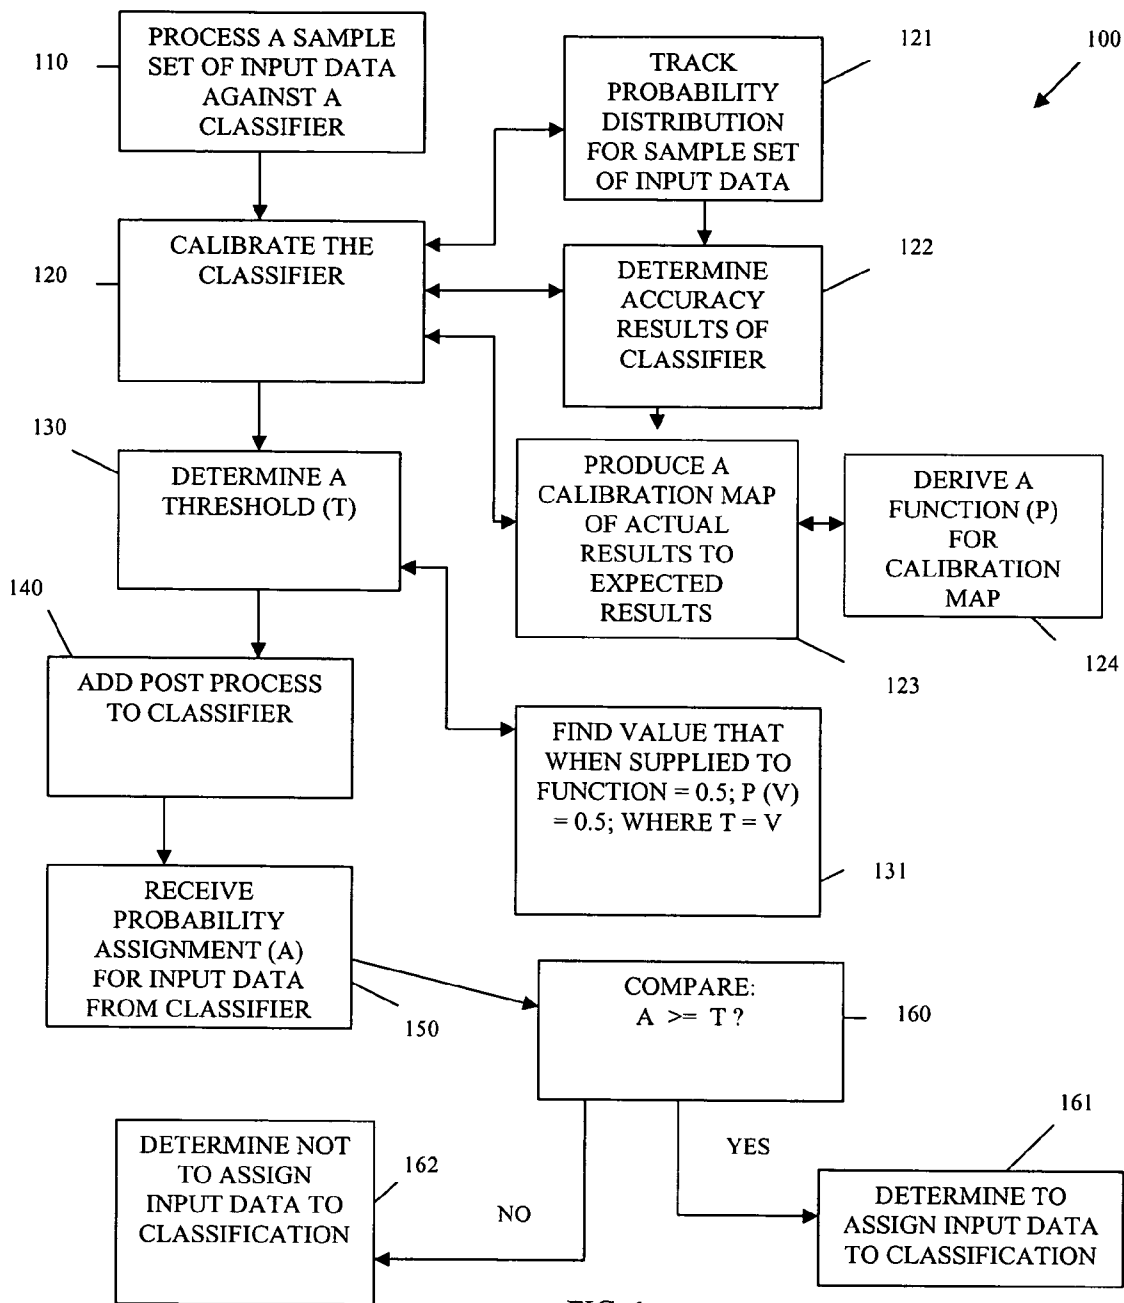 110
PROCESS A SAMPLE
SET OF INPUT DATA
AGAINST A
CLASSIFIER
121
100
TRACK
PROBABILITY
DISTRIBUTION
FOR SAMPLE SET
OF INPUT DATA
120
CALIBRATE THE
CLASSIFIER
122
DETERMINE
ACCURACY
RESULTS OF
CLASSIFIER
130
DETERMINE A
THRESHOLD (T)
PRODUCE A
CALIBRATION MAP
OF ACTUAL
RESULTS TO
EXPECTED
RESULTS
123
DERIVE A
FUNCTION (P)
FOR
CALIBRATION
MAP
124
140
ADD POST PROCESS
TO CLASSIFIER
FIND VALUE THAT
WHEN SUPPLIED TO
FUNCTION = 0.5; P (V)
= 0.5; WHERE T = V
131
RECEIVE
PROBABILITY
ASSIGNMENT (A)
FOR INPUT DATA
FROM CLASSIFIER
150
COMPARE:
A >= T ?
160
161
YES
DETERMINE NOT
TO ASSIGN
INPUT DATA TO
CLASSIFICATION
162
NO
DETERMINE TO
ASSIGN INPUT DATA
TO CLASSIFICATION